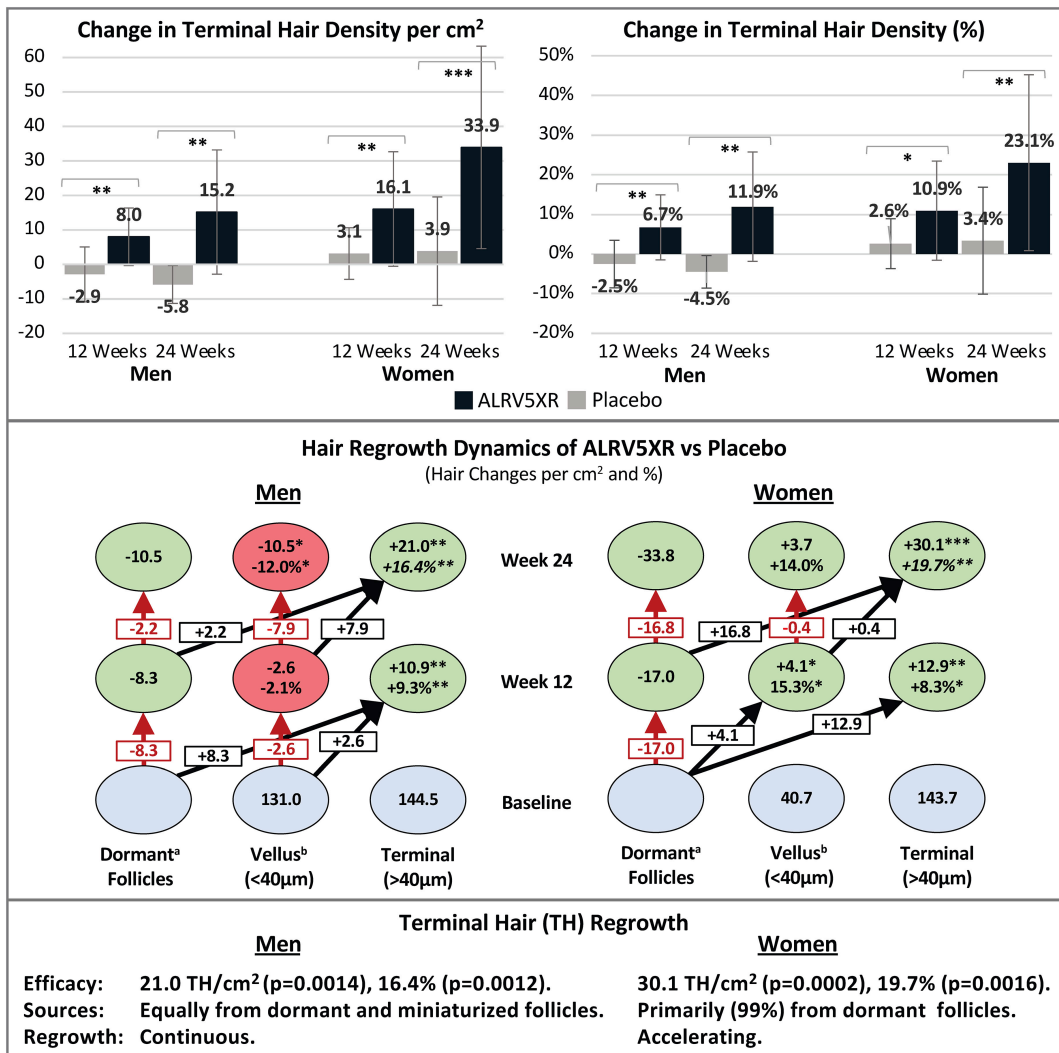 Change in Terminal Hair Density per cm²
60
50
40
30
20
10
0
-10
-20
**
8.0
-2.9
**
15.2
-5.8
**
16.1
3.1
***
33.9
3.9
12 Weeks 24 Weeks
12 Weeks 24 Weeks
Men
Women
Change in Terminal Hair Density (%)
50%
40%
30%
20%
10%
0%
-10%
-20%
**
6.7%
-2.5%
**
11.9%
-4.5%
*
10.9%
2.6%
**
23.1%
3.4%
12 Weeks 24 Weeks
12 Weeks 24 Weeks
Men
Women
ALRV5XR Placebo
Hair Regrowth Dynamics of ALRV5XR vs Placebo
(Hair Changes per cm² and %)
Men
-10.5
-10.5*
-12.0%*
+21.0**
+16.4%**
-2.2
+2.2
-7.9
+7.9
-8.3
-2.6
-2.1%
+10.9**
+9.3%**
-8.3
+8.3
-2.6
+2.6
131.0
144.5
Dormantᵃ
Follicles
Vellusᵇ
(<40μm)
Terminal
(>40μm)
Week 24
Week 12
Baseline
Women
-33.8
+3.7
+14.0%
+30.1***
+19.7%**
-16.8
+16.8
-0.4
+0.4
-17.0
+4.1*
15.3%*
+12.9**
+8.3%*
-17.0
+4.1
+12.9
40.7
143.7
Dormantᵃ
Follicles
Vellusᵇ
(<40μm)
Terminal
(>40μm)
Terminal Hair (TH) Regrowth
Men
Women
Efficacy: 21.0 TH/cm² (p=0.0014), 16.4% (p=0.0012). 30.1 TH/cm² (p=0.0002), 19.7% (p=0.0016).
Sources: Equally from dormant and miniaturized follicles. Primarily (99%) from dormant follicles.
Regrowth: Continuous. Accelerating.